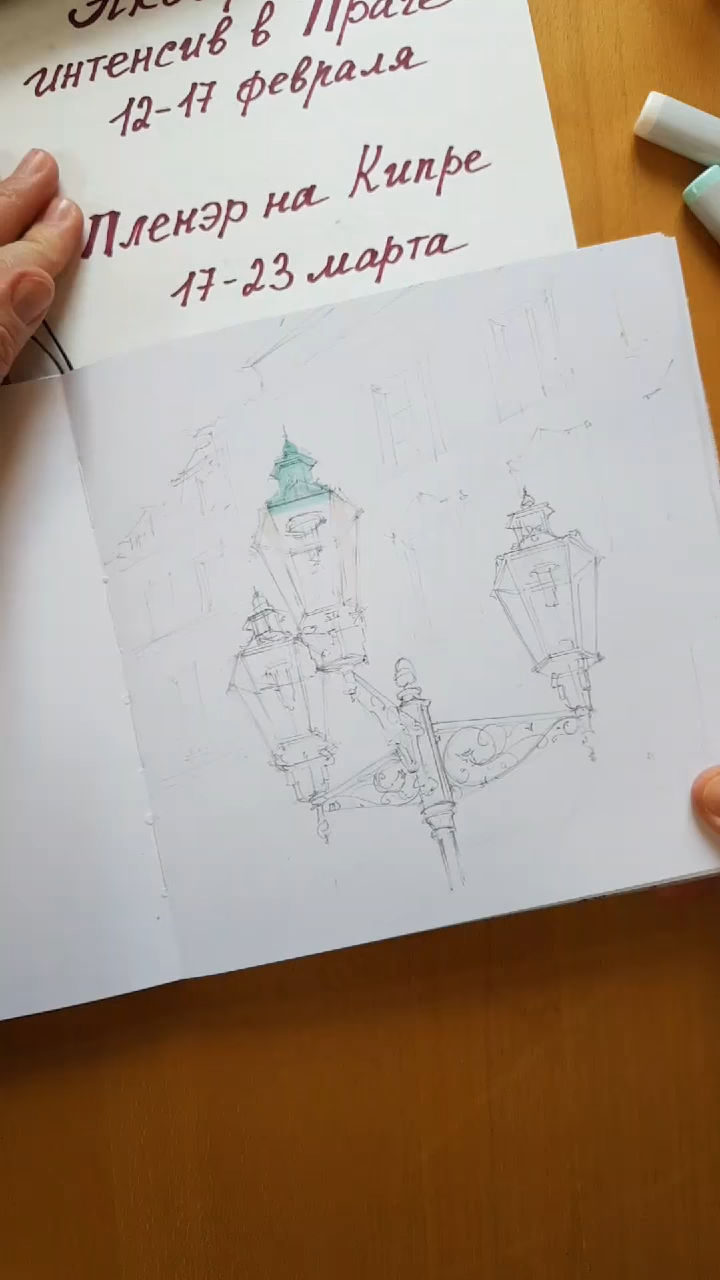 интенсив в Праге
12-17 февраля
Пленэр на Кипре
17-23 марта